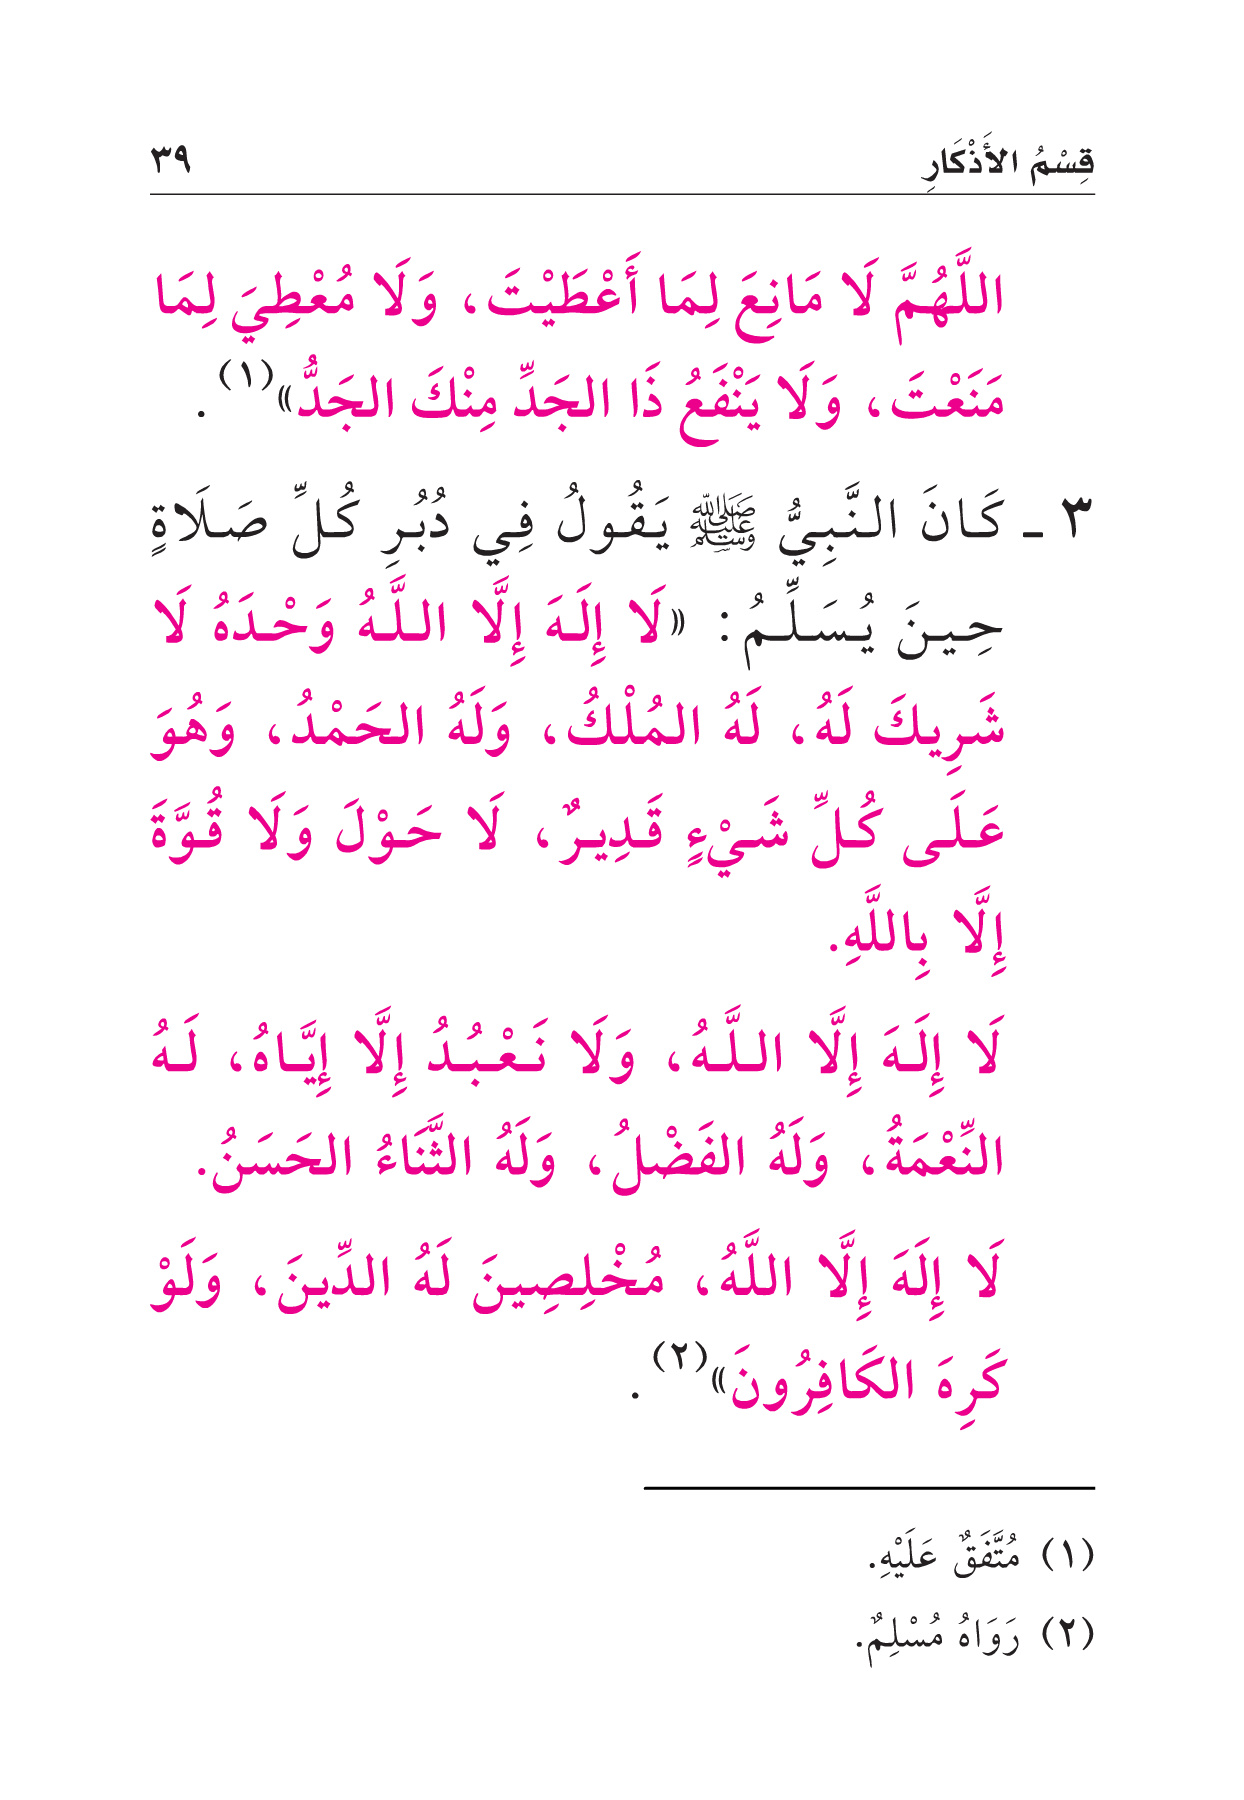 قِسْمُ الأَذْكَارِ ٣٩
اللَّهُمَّ لَا مَانِعَ لِمَا أَعْطَيْتَ، وَلَا مُعْطِيَ لِمَا
مَنَعْتَ، وَلَا يَنْفَعُ ذَا الجَدِّ مِنْكَ الجَدُّ»(١).
٣ ـ كَانَ النَّبِيُّ ﷺ يَقُولُ فِي دُبُرِ كُلِّ صَلَاةٍ
حِينَ يُسَلِّمُ: «لَا إِلَهَ إِلَّا اللَّهُ وَحْدَهُ لَا
شَرِيكَ لَهُ، لَهُ المُلْكُ، وَلَهُ الحَمْدُ، وَهُوَ
عَلَى كُلِّ شَيْءٍ قَدِيرٌ، لَا حَوْلَ وَلَا قُوَّةَ
إِلَّا بِاللَّهِ.
لَا إِلَهَ إِلَّا اللَّهُ، وَلَا نَعْبُدُ إِلَّا إِيَّاهُ، لَهُ
النِّعْمَةُ، وَلَهُ الفَضْلُ، وَلَهُ الثَّنَاءُ الحَسَنُ.
لَا إِلَهَ إِلَّا اللَّهُ، مُخْلِصِينَ لَهُ الدِّينَ، وَلَوْ
كَرِهَ الكَافِرُونَ»(٢).
(١) مُتَّفَقٌ عَلَيْهِ.
(٢) رَوَاهُ مُسْلِمٌ.